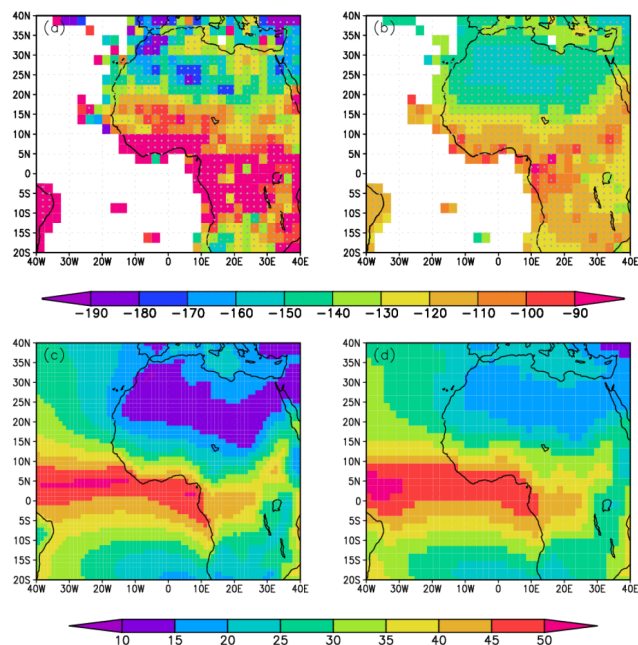 40N 40N
35N (a) 35N (b)
30N 30N
25N 25N
20N 20N
15N 15N
10N 10N
5N 5N
0 0
5S 5S
10S 10S
15S 15S
20S 20S
40W 30W 20W 10W 0 10E 20E 30E 40E 40W 30W 20W 10W 0 10E 20E 30E 40E
-190 -180 -170 -160 -150 -140 -130 -120 -110 -100 -90
40N 40N
35N (c) 35N (d)
30N 30N
25N 25N
20N 20N
15N 15N
10N 10N
5N 5N
0 0
5S 5S
10S 10S
15S 15S
20S 20S
40W 30W 20W 10W 0 10E 20E 30E 40E 40W 30W 20W 10W 0 10E 20E 30E 40E
10 15 20 25 30 35 40 45 50